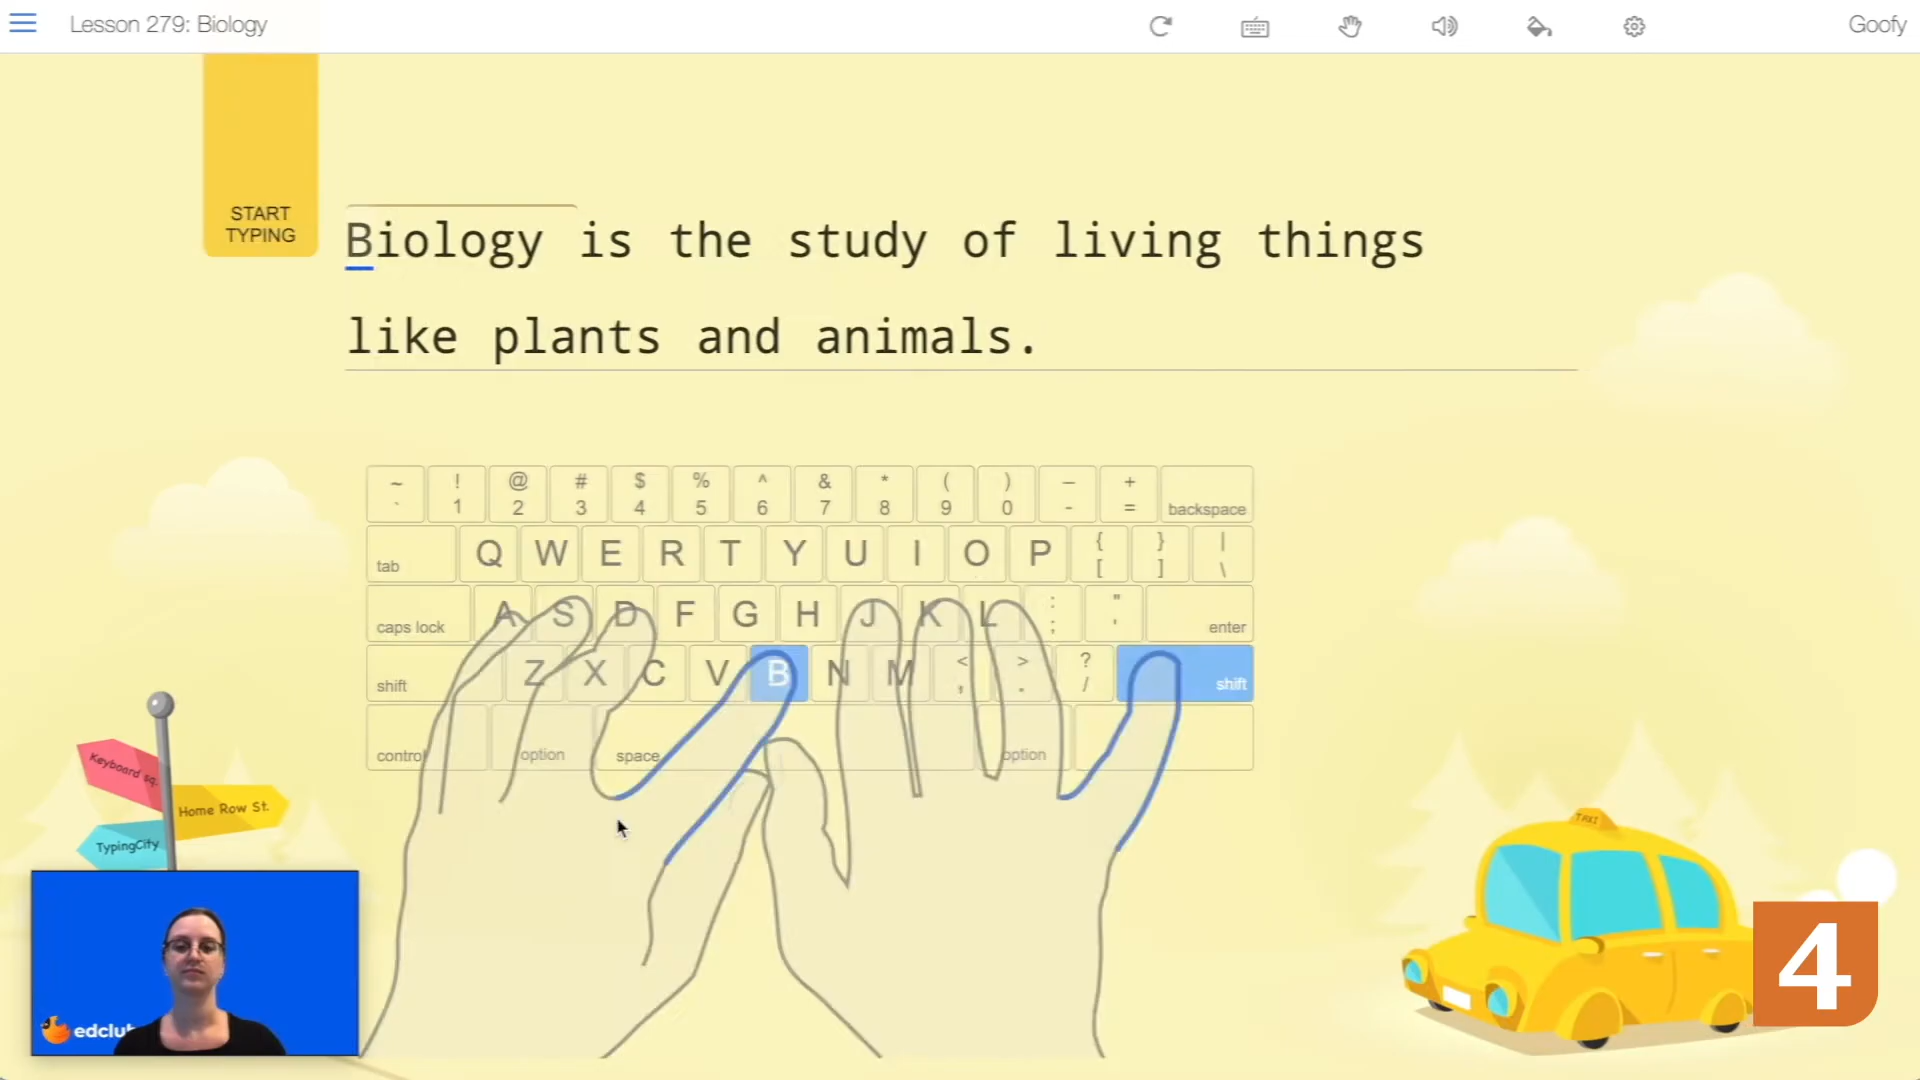 Lesson 279: Biology
Goofy
START
TYPING
Biology is the study of living things
like plants and animals.
~ ! @ # $ % ^ & * ( ) – +
` 1 2 3 4 5 6 7 8 9 0 - = backspace
tab Q W E R T Y U I O P { [ } ] | \
caps lock A S D F G H J K L : ; " ' enter
shift Z X C V B N M < , > . ? / shift
control option space option
Keyboard sq.
Home Row St.
TypingCity
TAXI
edclub
4